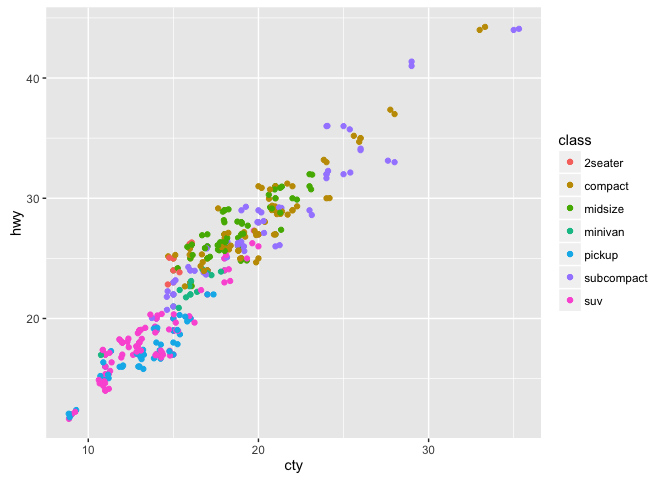 40
30
20
hwy
10
20
30
cty
class
2seater
compact
midsize
minivan
pickup
subcompact
suv